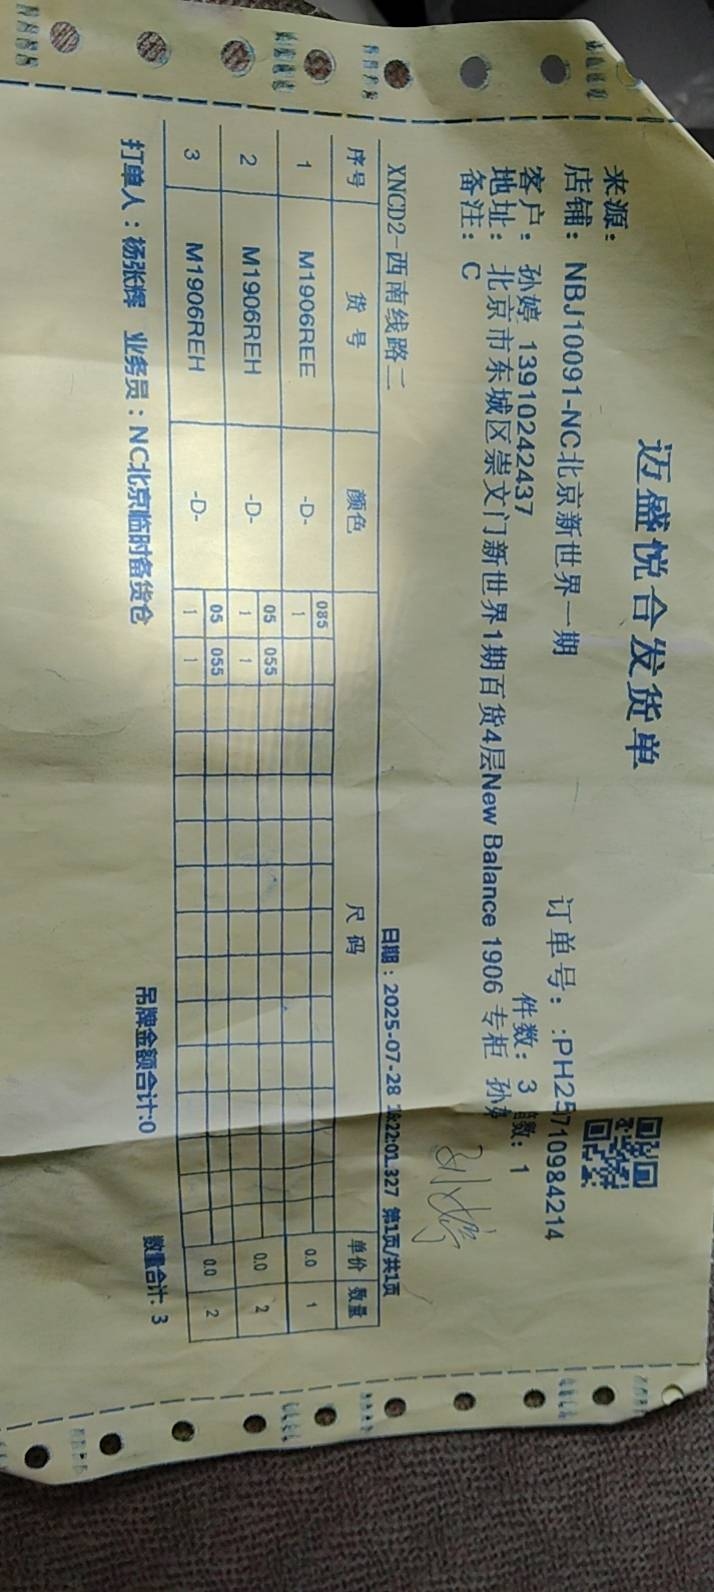 迈盛悦合发货单
来源：
店铺：NBJ10091-NC北京新世界一期 订单号：:PH25710984214
客户：孙婷 13910242437 件数：3 数：1
地址：北京市东城区崇文门新世界1期百货4层New Balance 1906 专柜 孙
备注：C
孙婷
XNCD2-西南线路二 日期：2025-07-28 22:01.327 第1页/共1页
序号 货号 颜色 尺码 单价 数量
085
1 M1906REE -D- 1 0.0 1
05 055
2 M1906REH -D- 1 1 0.0 2
05 055
3 M1906REH -D- 1 1 0.0 2
打单人：杨张辉 业务员：NC北京临时备货仓 吊牌金额合计:0 数量合计: 3